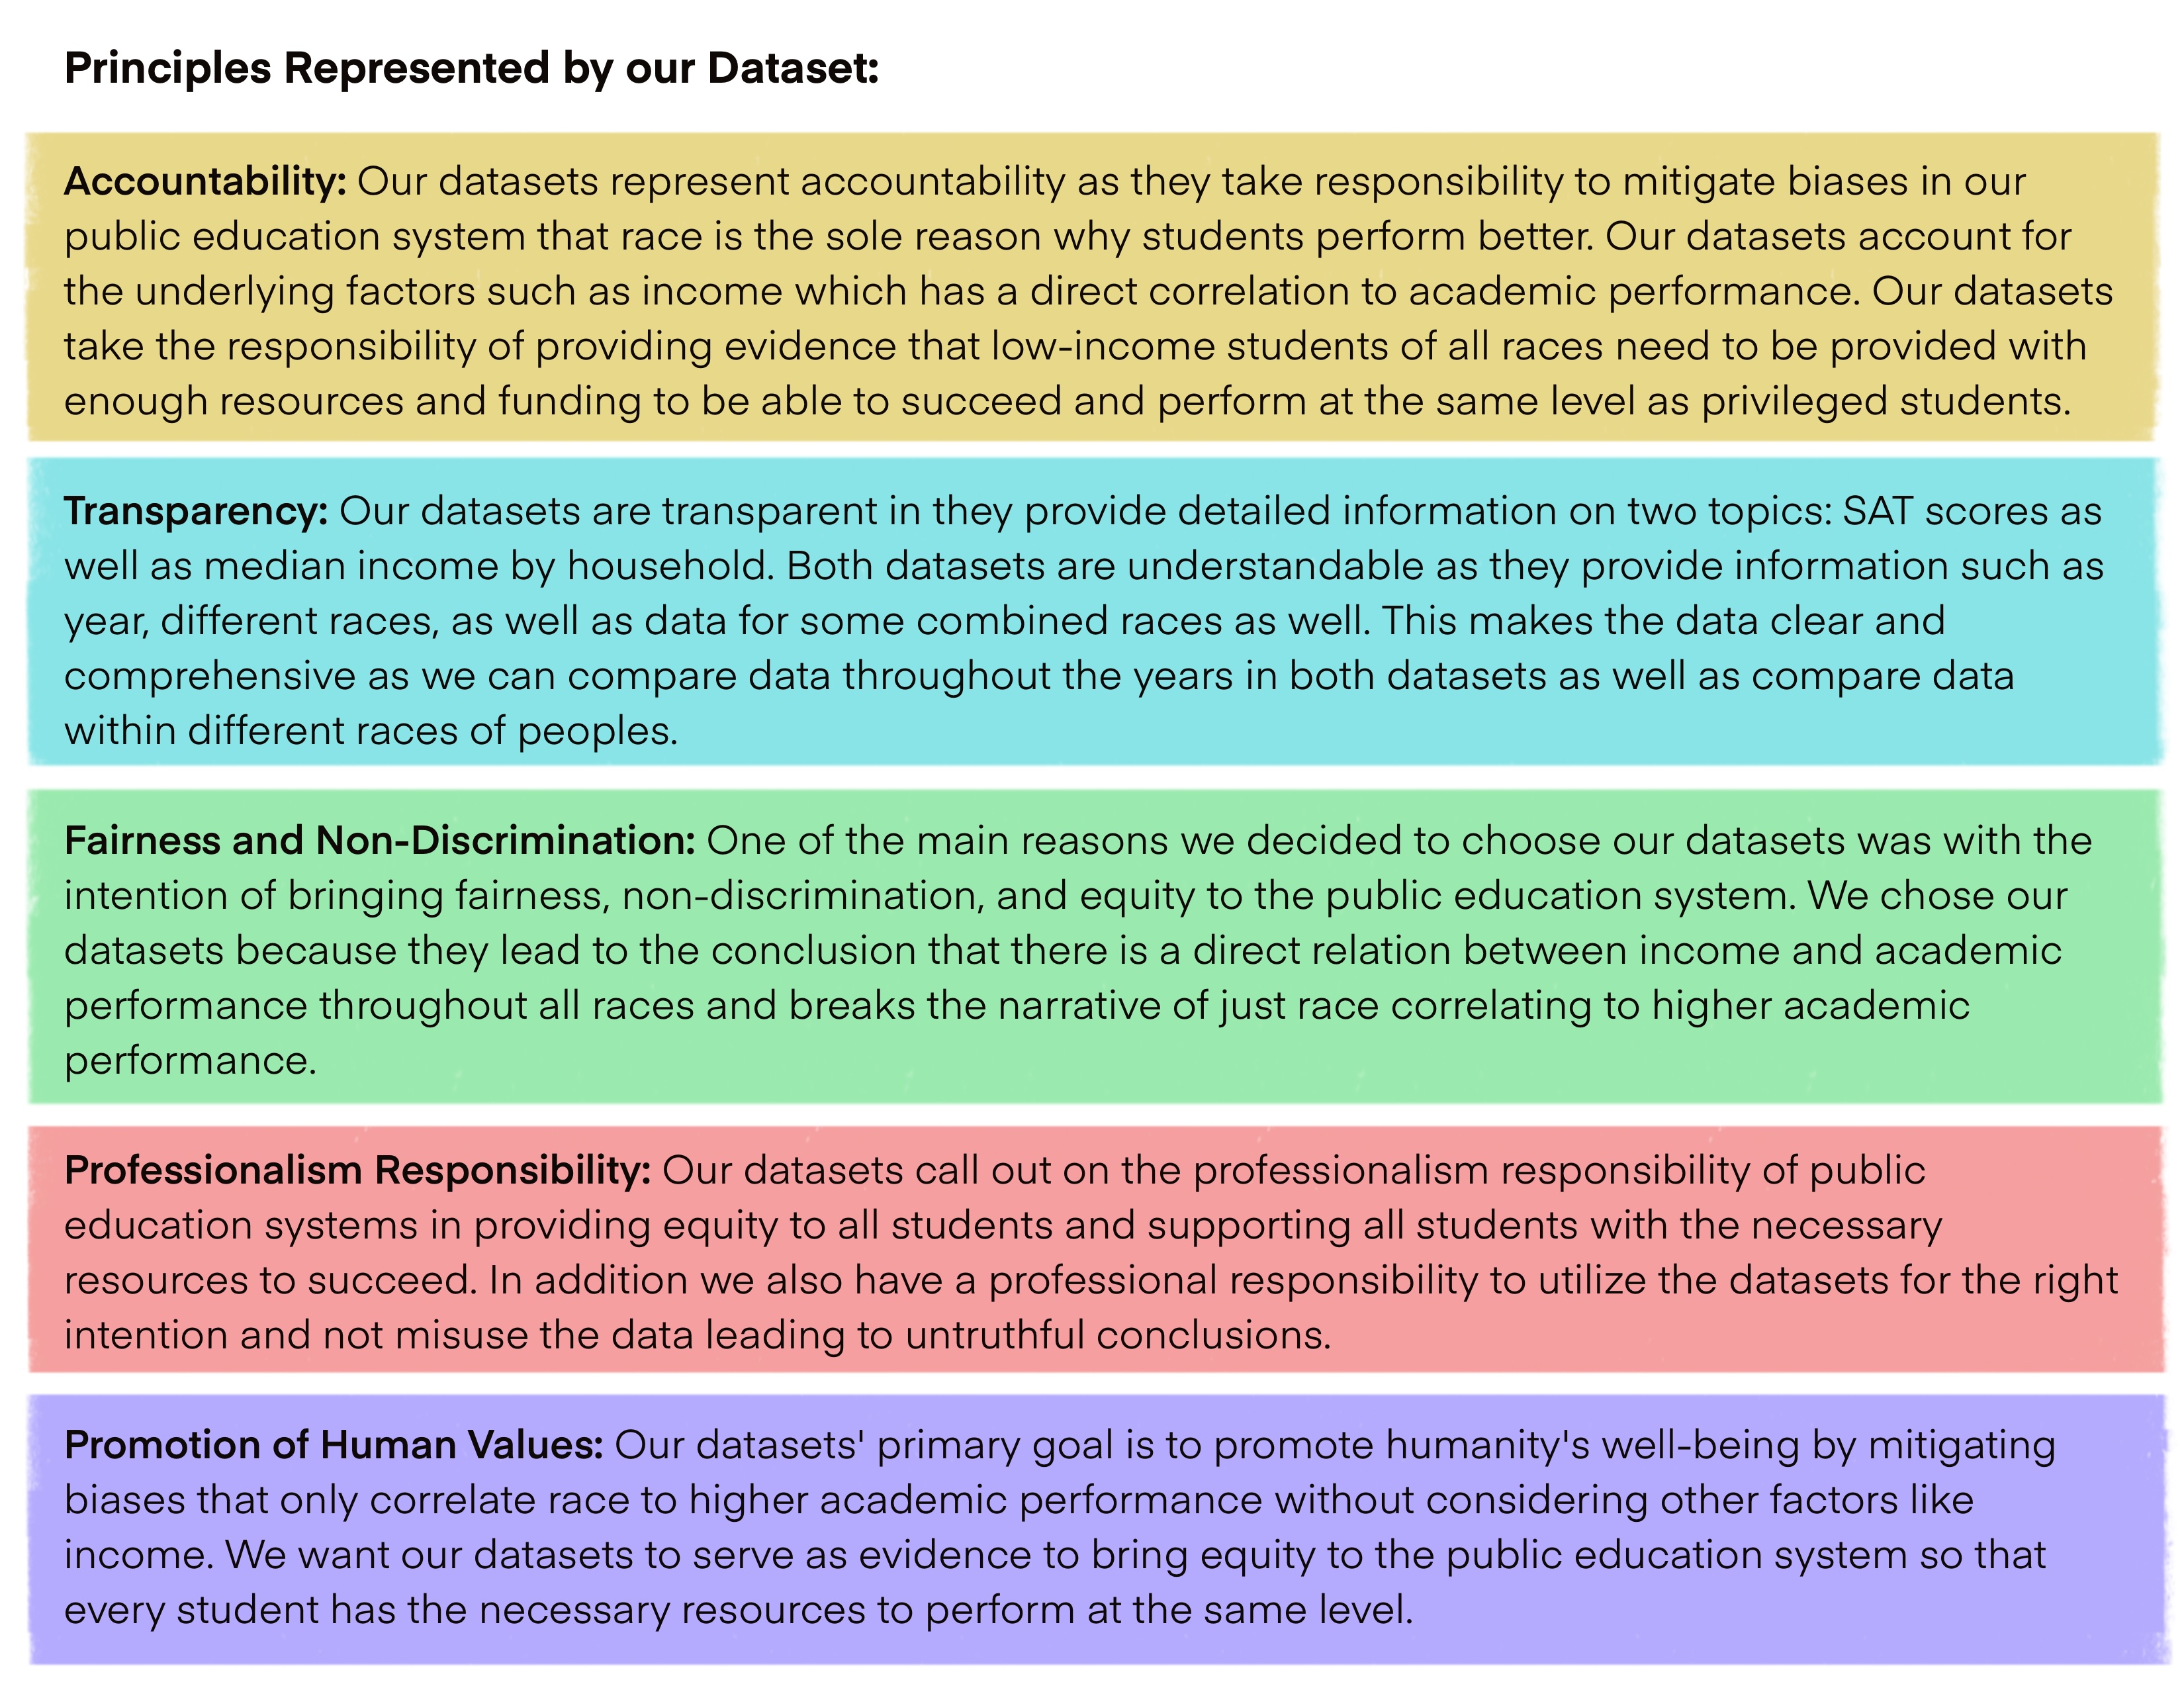 Principles Represented by our Dataset:
Accountability: Our datasets represent accountability as they take responsibility to mitigate biases in our
public education system that race is the sole reason why students perform better. Our datasets account for
the underlying factors such as income which has a direct correlation to academic performance. Our datasets
take the responsibility of providing evidence that low-income students of all races need to be provided with
enough resources and funding to be able to succeed and perform at the same level as privileged students.
Transparency: Our datasets are transparent in they provide detailed information on two topics: SAT scores as
well as median income by household. Both datasets are understandable as they provide information such as
year, different races, as well as data for some combined races as well. This makes the data clear and
comprehensive as we can compare data throughout the years in both datasets as well as compare data
within different races of peoples.
Fairness and Non-Discrimination: One of the main reasons we decided to choose our datasets was with the
intention of bringing fairness, non-discrimination, and equity to the public education system. We chose our
datasets because they lead to the conclusion that there is a direct relation between income and academic
performance throughout all races and breaks the narrative of just race correlating to higher academic
performance.
Professionalism Responsibility: Our datasets call out on the professionalism responsibility of public
education systems in providing equity to all students and supporting all students with the necessary
resources to succeed. In addition we also have a professional responsibility to utilize the datasets for the right
intention and not misuse the data leading to untruthful conclusions.
Promotion of Human Values: Our datasets' primary goal is to promote humanity's well-being by mitigating
biases that only correlate race to higher academic performance without considering other factors like
income. We want our datasets to serve as evidence to bring equity to the public education system so that
every student has the necessary resources to perform at the same level.